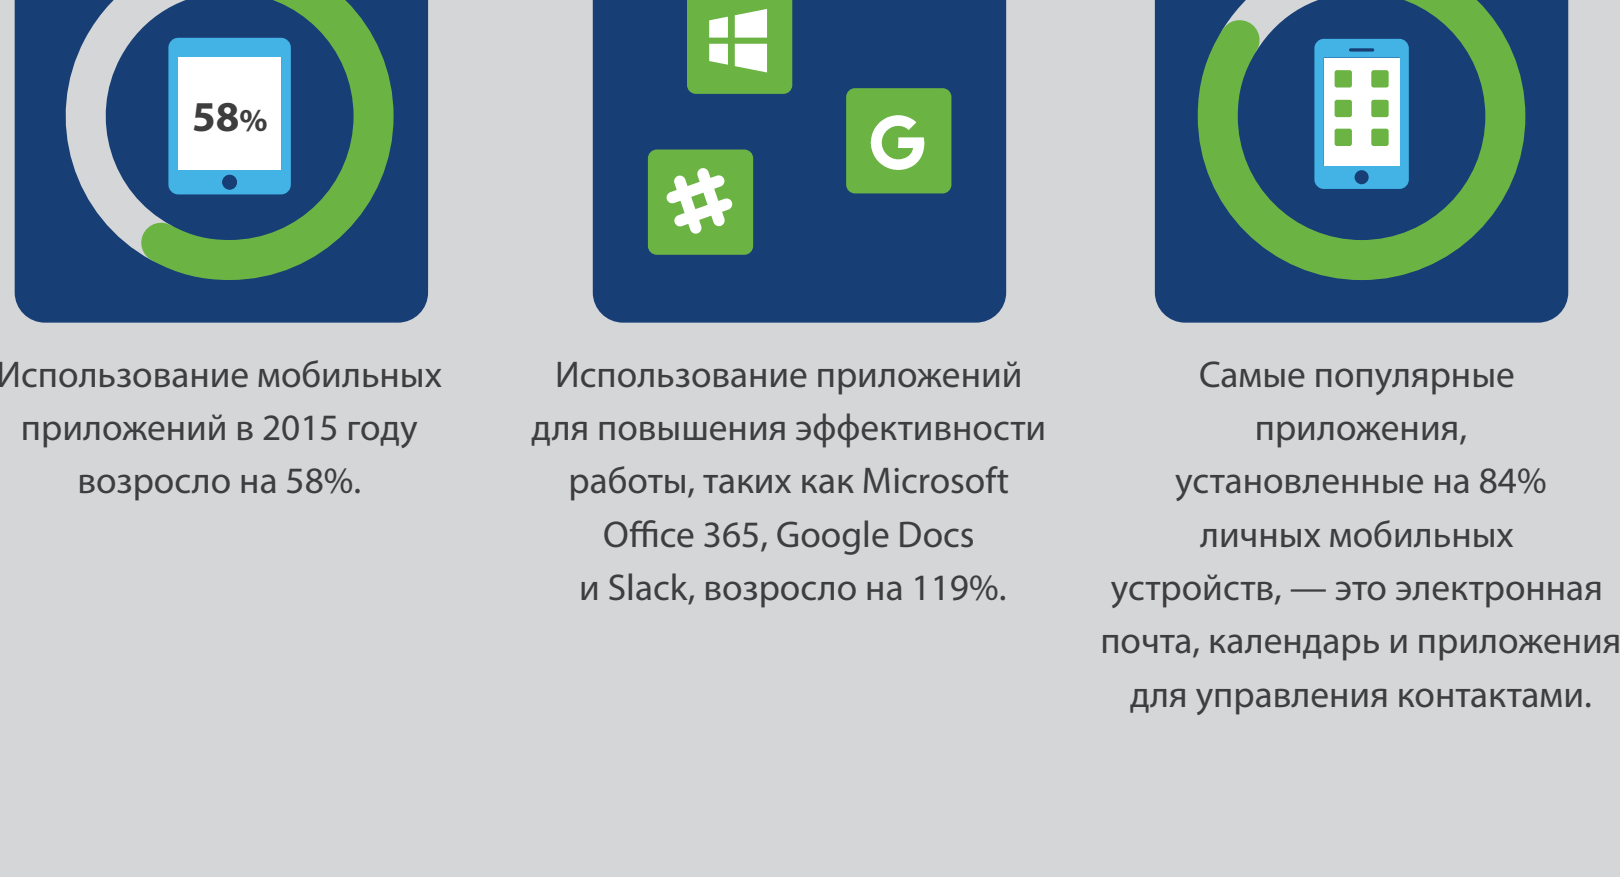 58%
Использование мобильных
приложений в 2015 году
возросло на 58%.
Использование приложений
для повышения эффективности
работы, таких как Microsoft
Office 365, Google Docs
и Slack, возросло на 119%.
Самые популярные
приложения,
установленные на 84%
личных мобильных
устройств, — это электронная
почта, календарь и приложения
для управления контактами.